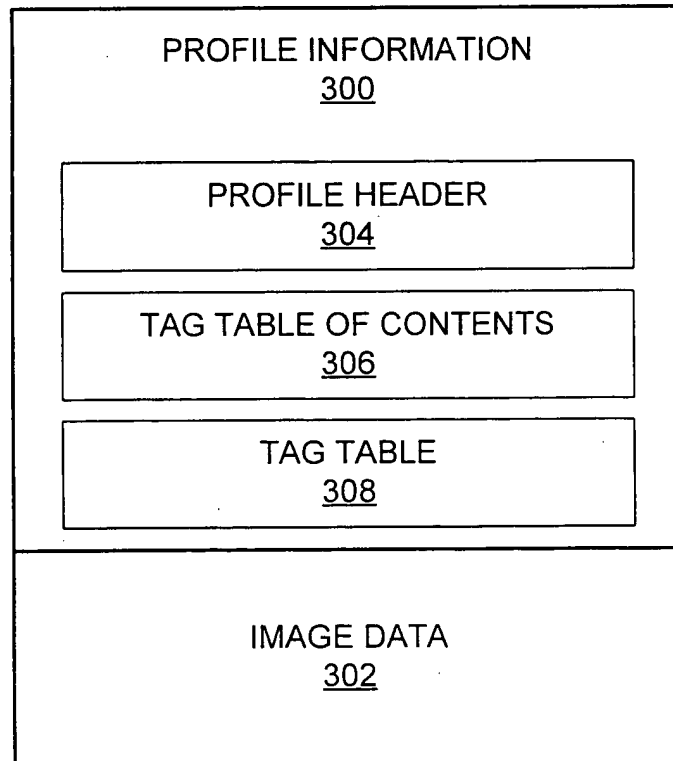 PROFILE INFORMATION
300
PROFILE HEADER
304
TAG TABLE OF CONTENTS
306
TAG TABLE
308
IMAGE DATA
302